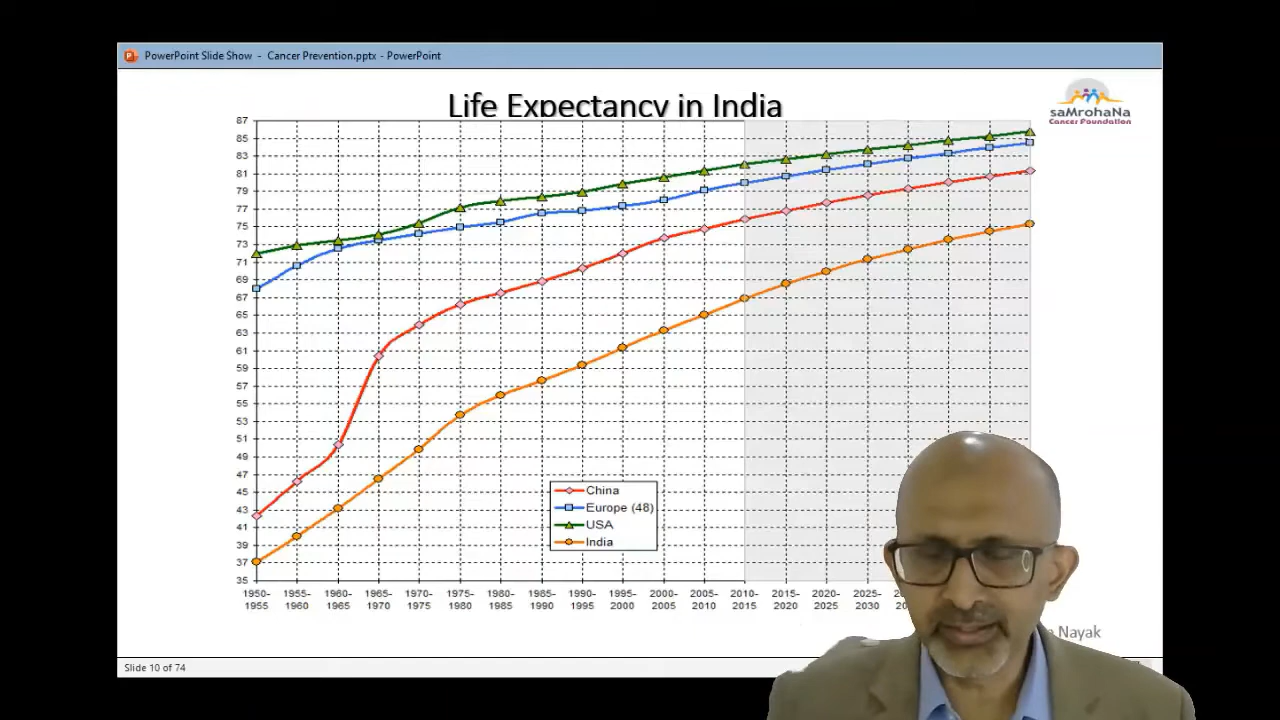 PowerPoint Slide Show - Cancer Prevention.pptx - PowerPoint
Life Expectancy in India
saMrohaNa
Cancer Foundation
87
85
83
81
79
77
75
73
71
69
67
65
63
61
59
57
55
53
51
49
47
45
43
41
39
37
35
China
Europe (48)
USA
India
1950- 1955- 1960- 1965- 1970- 1975- 1980- 1985- 1990- 1995- 2000- 2005- 2010- 2015- 2020- 2025-
1955 1960 1965 1970 1975 1980 1985 1990 1995 2000 2005 2010 2015 2020 2025 2030
Nayak
Slide 10 of 74